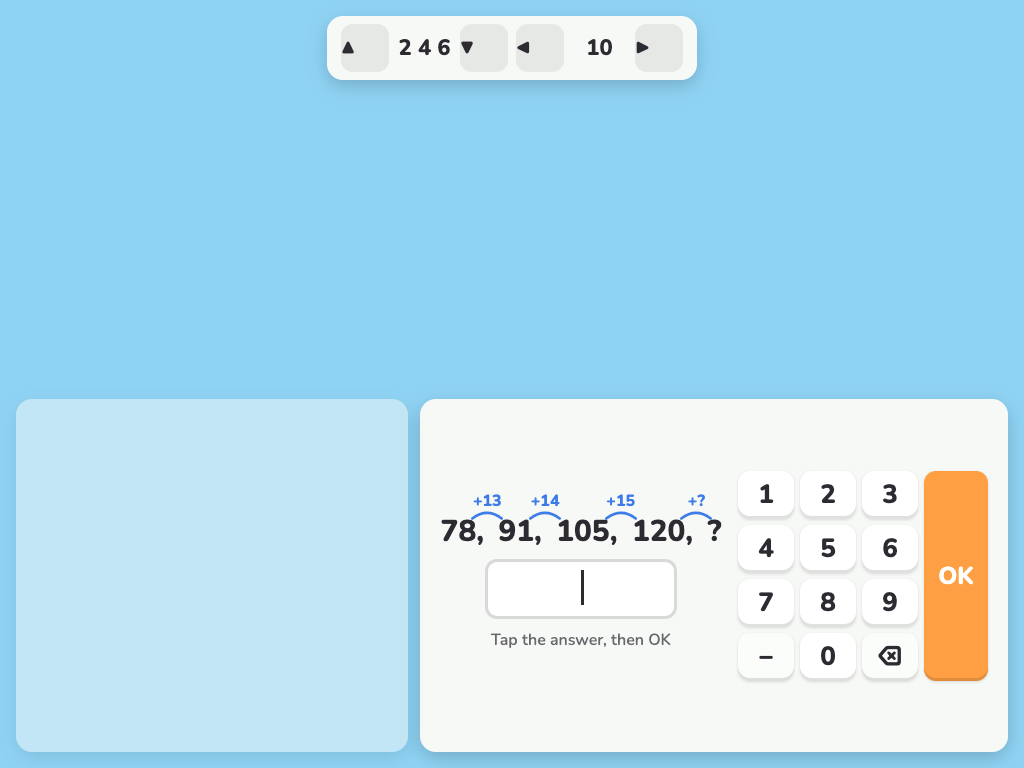 ▲ 2 4 6 ▼ ◀ 10 ▶
+13 +14 +15 +?
78, 91, 105, 120, ?
Tap the answer, then OK
1 2 3
4 5 6
7 8 9
– 0
OK